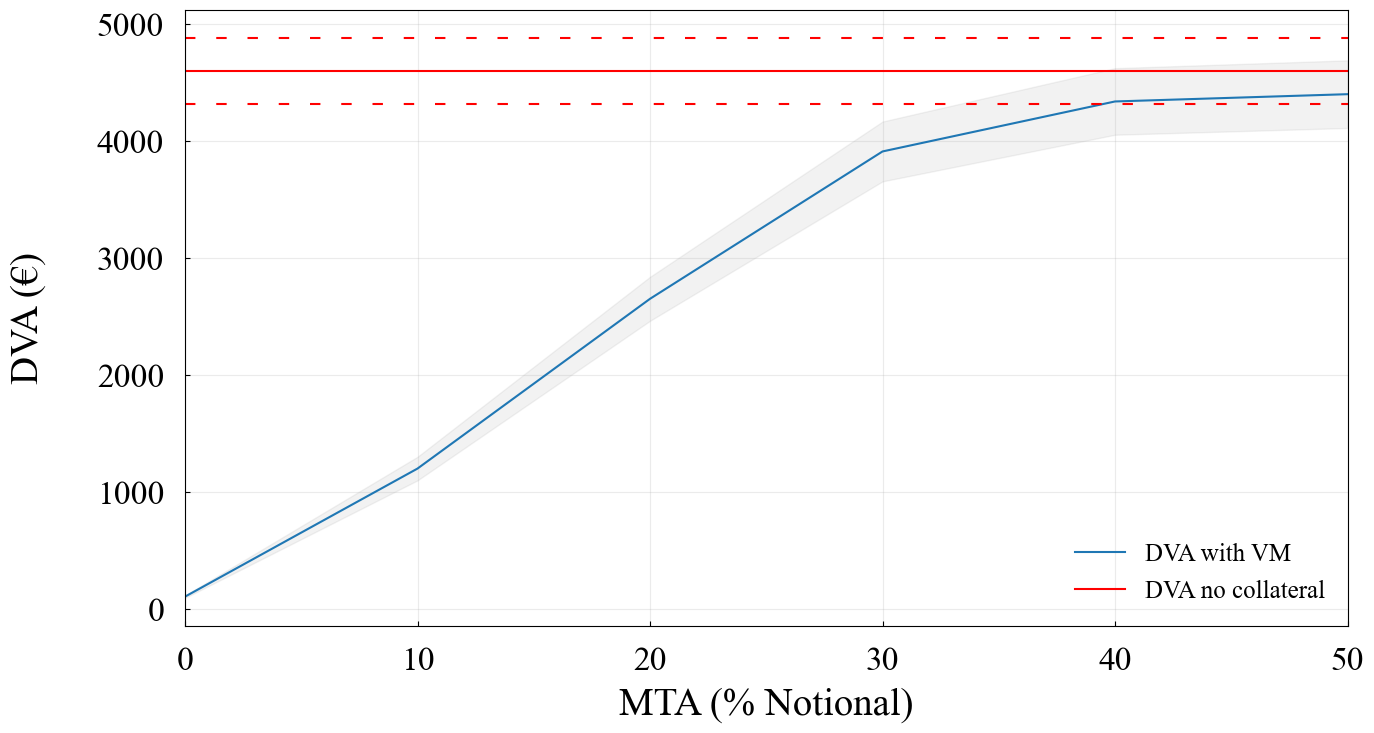 5000
4000
3000
2000
1000
0
DVA (€)
DVA with VM
DVA no collateral
0 10 20 30 40 50
MTA (% Notional)